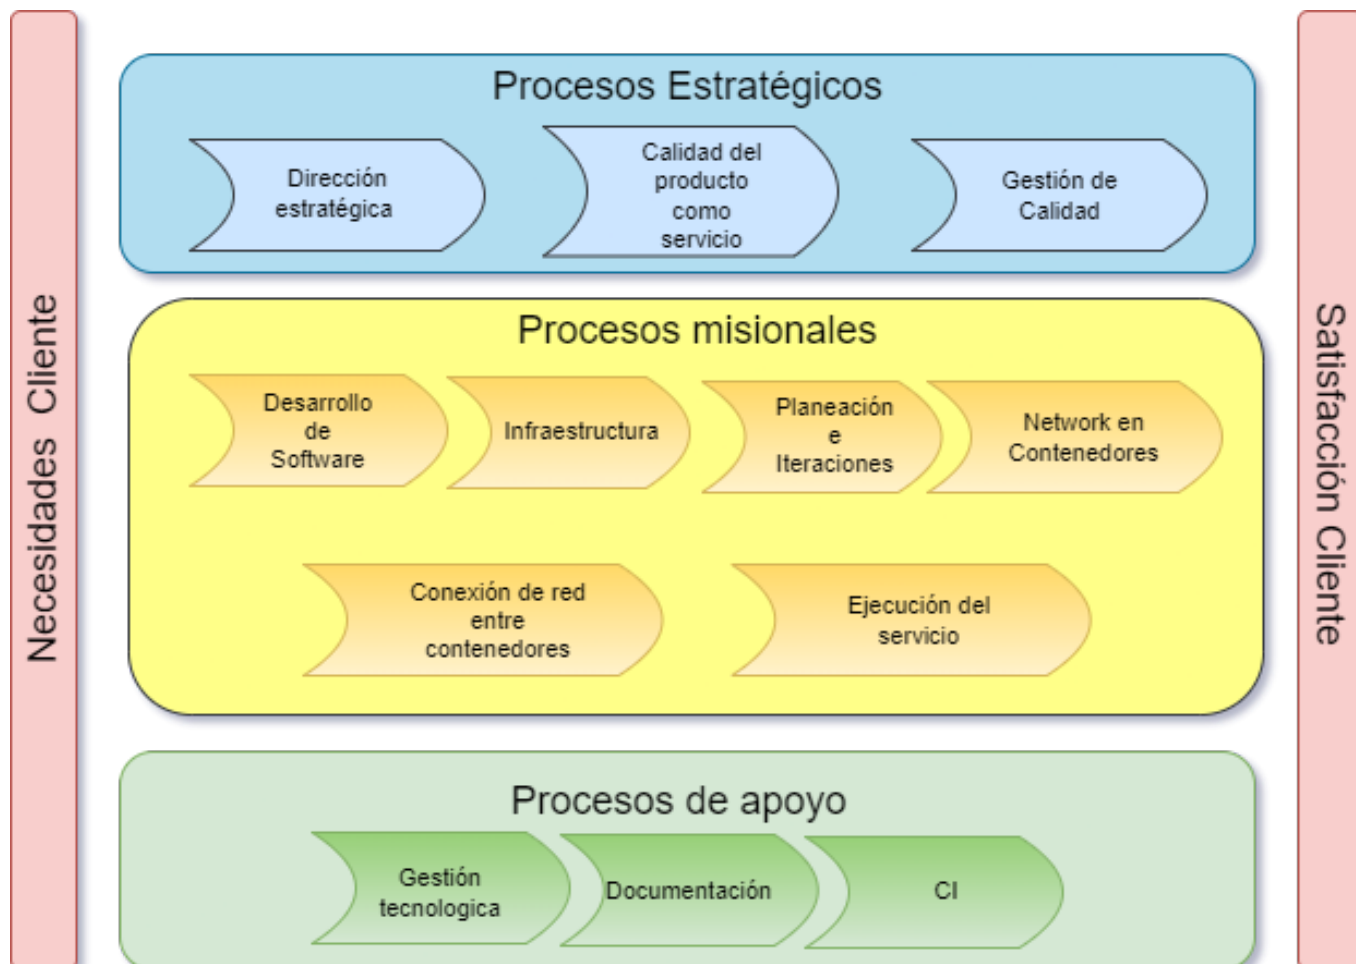 Necesidades Cliente
Procesos Estratégicos
Dirección
estratégica
Calidad del
producto
como
servicio
Gestión de
Calidad
Procesos misionales
Desarrollo
de
Software
Infraestructura
Planeación
e
Iteraciones
Network en
Contenedores
Conexión de red
entre
contenedores
Ejecución del
servicio
Procesos de apoyo
Gestión
tecnologica
Documentación
CI
Satisfacción Cliente